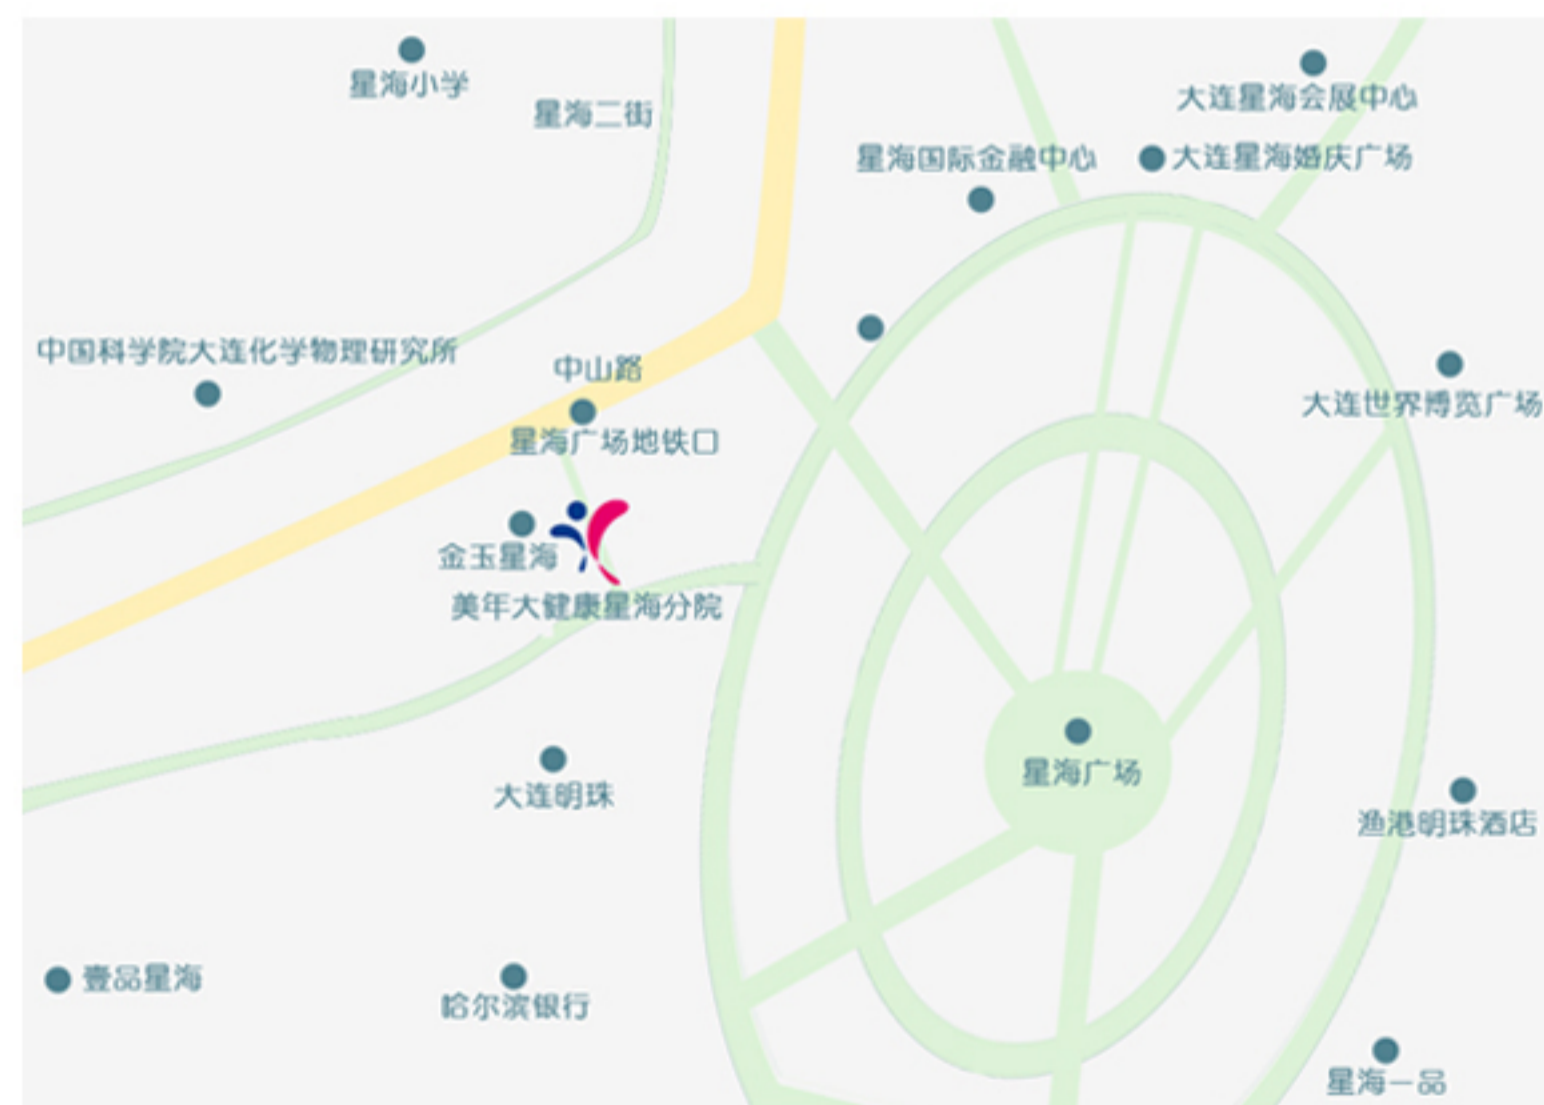 星海小学
大连星海会展中心
星海二街
星海国际金融中心
大连星海婚庆广场
中国科学院大连化学物理研究所
中山路
大连世界博览广场
星海广场地铁口
金玉星海
美年大健康星海分院
星海广场
大连明珠
渔港明珠酒店
壹品星海
哈尔滨银行
星海一品